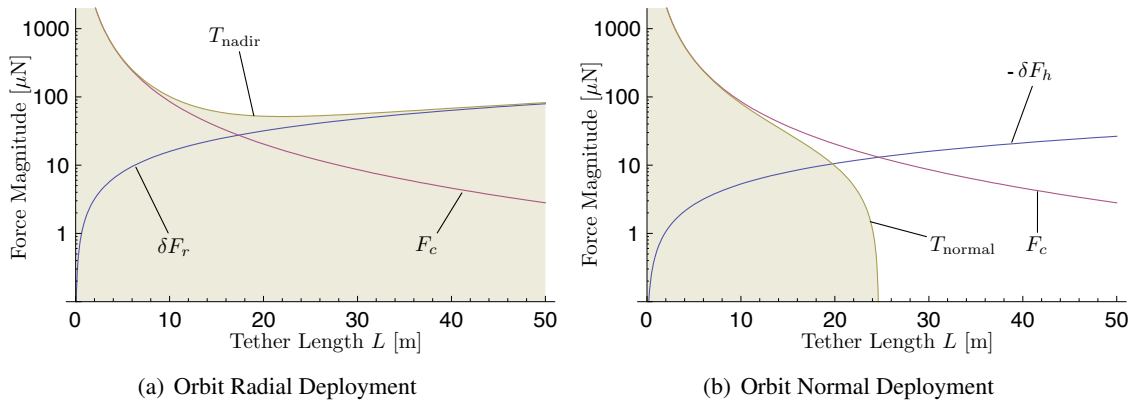 Force Magnitude [μN]
1000
100
10
1
T_nadir
δF_r
F_c
0 10 20 30 40 50
Tether Length L [m]
(a) Orbit Radial Deployment
Force Magnitude [μN]
1000
100
10
1
- δF_h
T_normal
F_c
0 10 20 30 40 50
Tether Length L [m]
(b) Orbit Normal Deployment